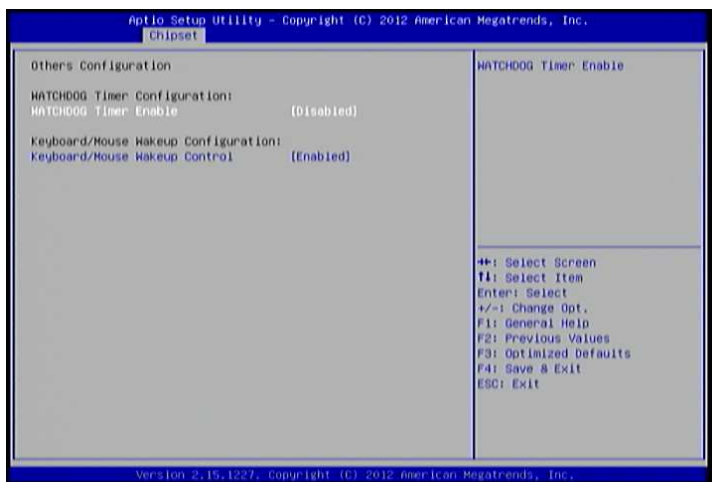 Aptio Setup Utility - Copyright (C) 2012 American Megatrends, Inc.
Chipset
Others Configuration
WATCHDOG Timer Configuration:
WATCHDOG Timer Enable [Disabled]
Keyboard/Mouse Wakeup Configuration:
Keyboard/Mouse Wakeup Control [Enabled]
WATCHDOG Timer Enable
→←: Select Screen
↑↓: Select Item
Enter: Select
+/-: Change Opt.
F1: General Help
F2: Previous Values
F3: Optimized Defaults
F4: Save & Exit
ESC: Exit
Version 2.15.1227. Copyright (C) 2012 American Megatrends, Inc.